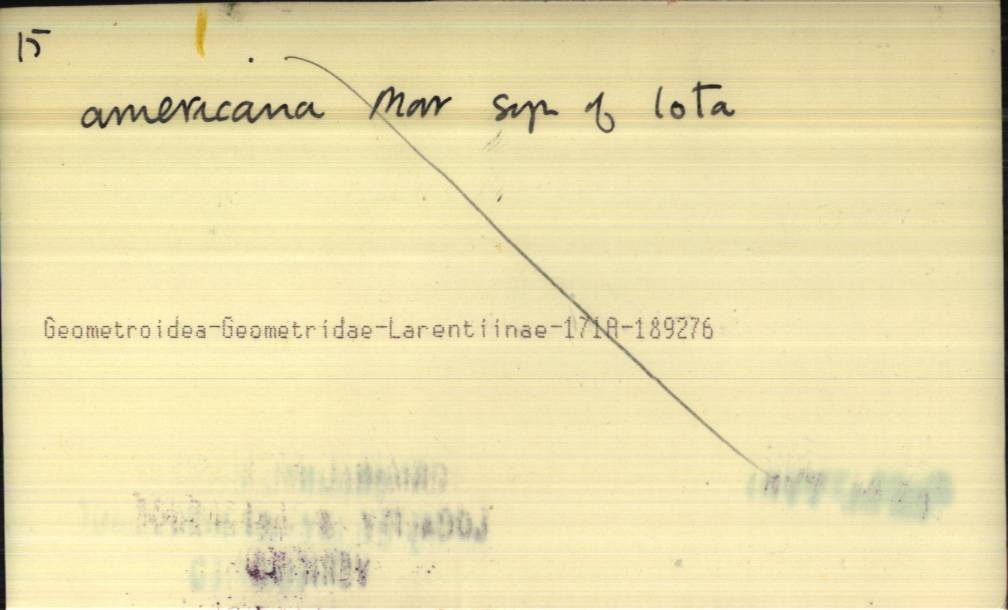 15
americana Mar syn of lota
Geometroidea-Geometridae-Larentiinae-171A-189276